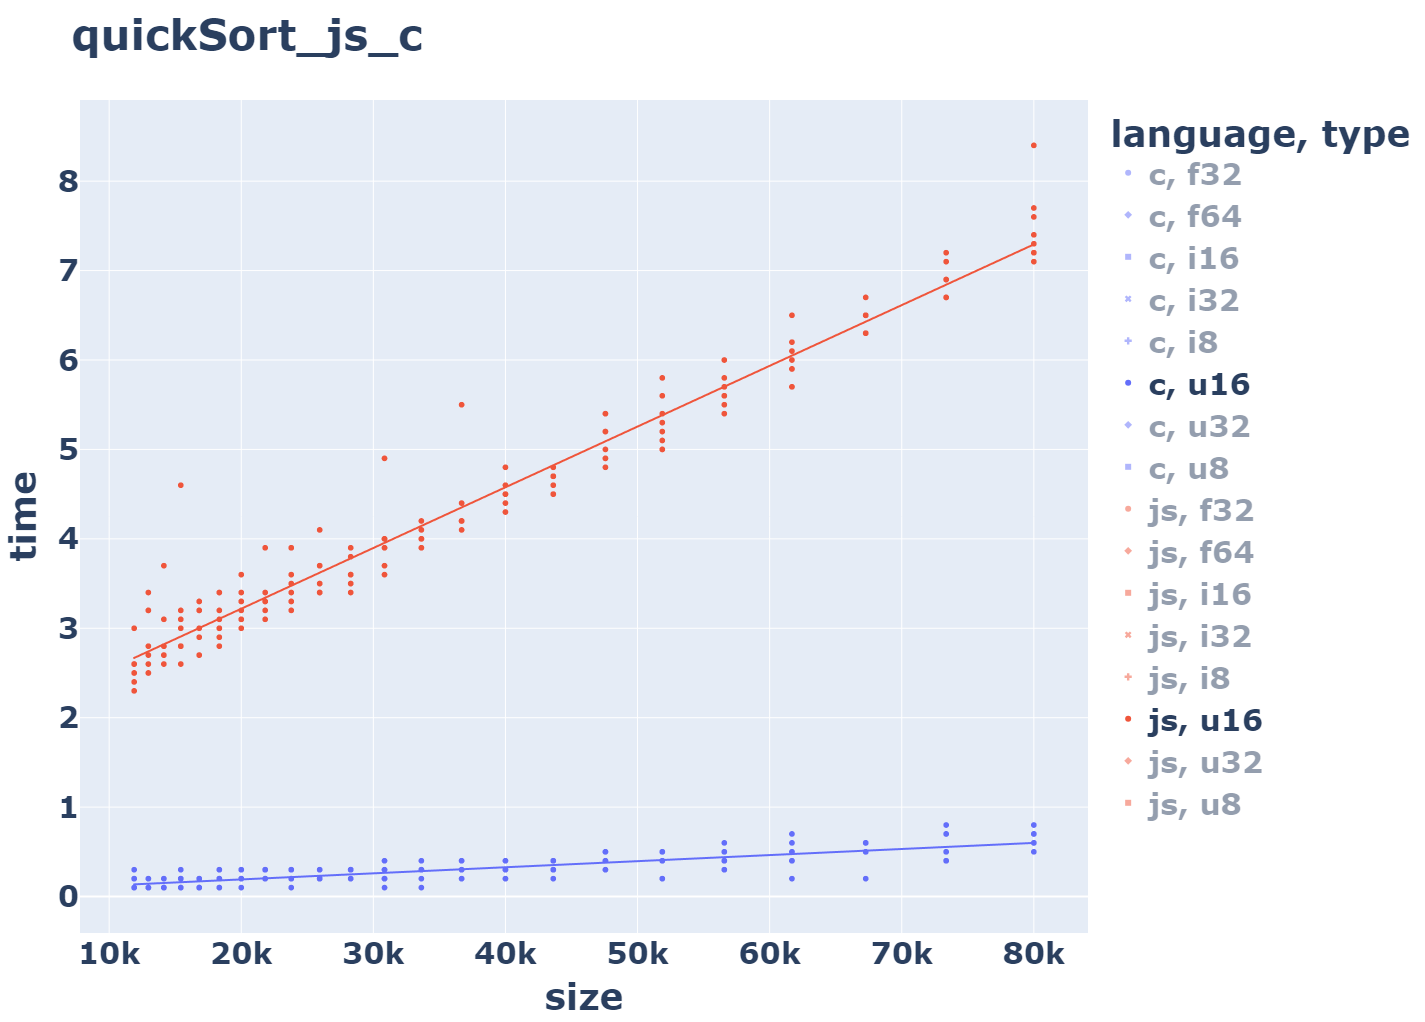 quickSort_js_c
language, type
c, f32
c, f64
c, i16
c, i32
c, i8
c, u16
c, u32
c, u8
js, f32
js, f64
js, i16
js, i32
js, i8
js, u16
js, u32
js, u8
time
8
7
6
5
4
3
2
1
0
10k 20k 30k 40k 50k 60k 70k 80k
size